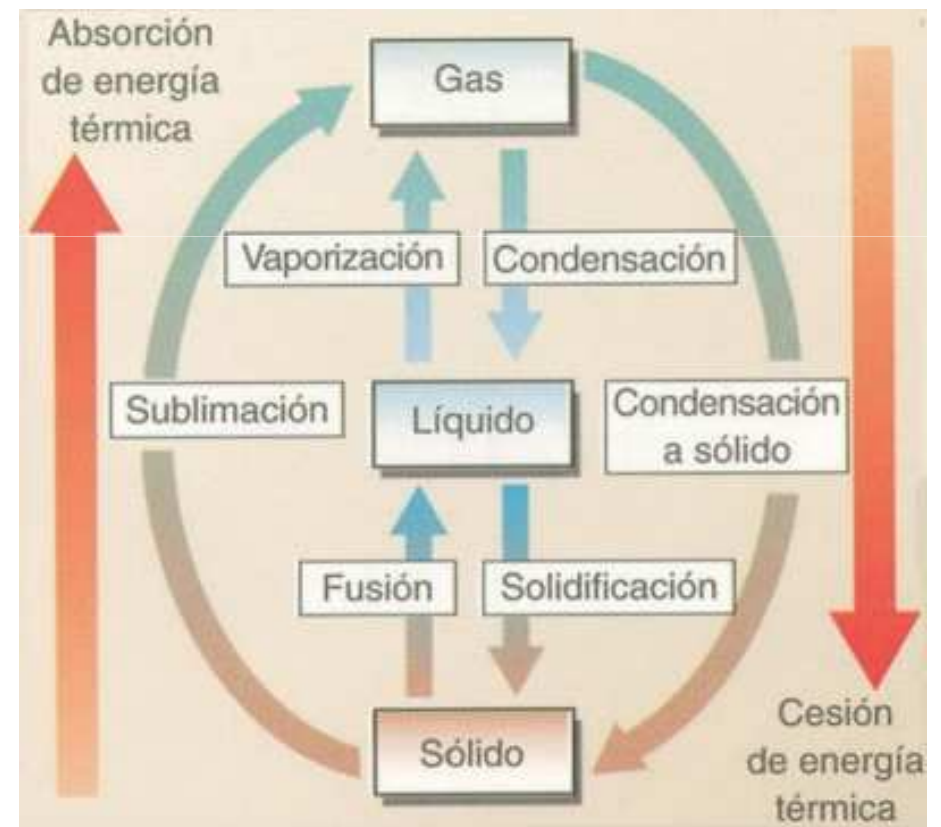 Absorción
de energía
térmica
Gas
Vaporización
Condensación
Sublimación
Líquido
Condensación
a sólido
Fusión
Solidificación
Sólido
Cesión
de energía
térmica